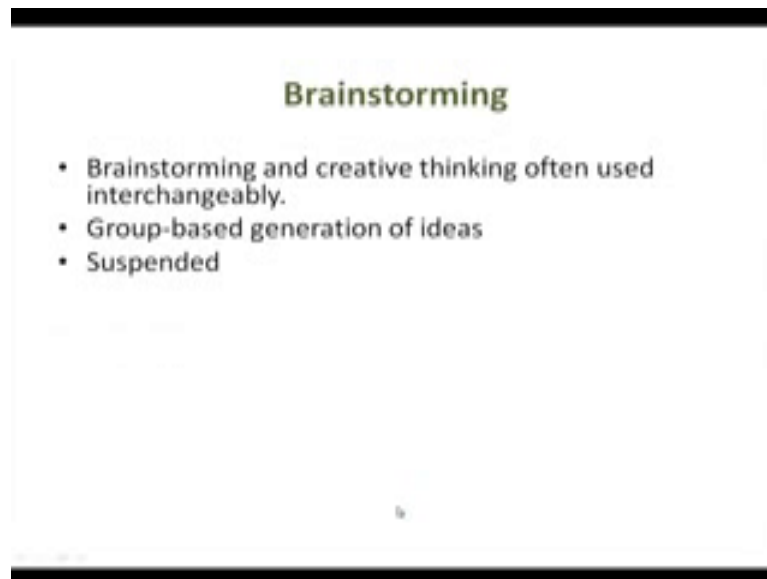 Brainstorming
• Brainstorming and creative thinking often used
interchangeably.
• Group-based generation of ideas
• Suspended